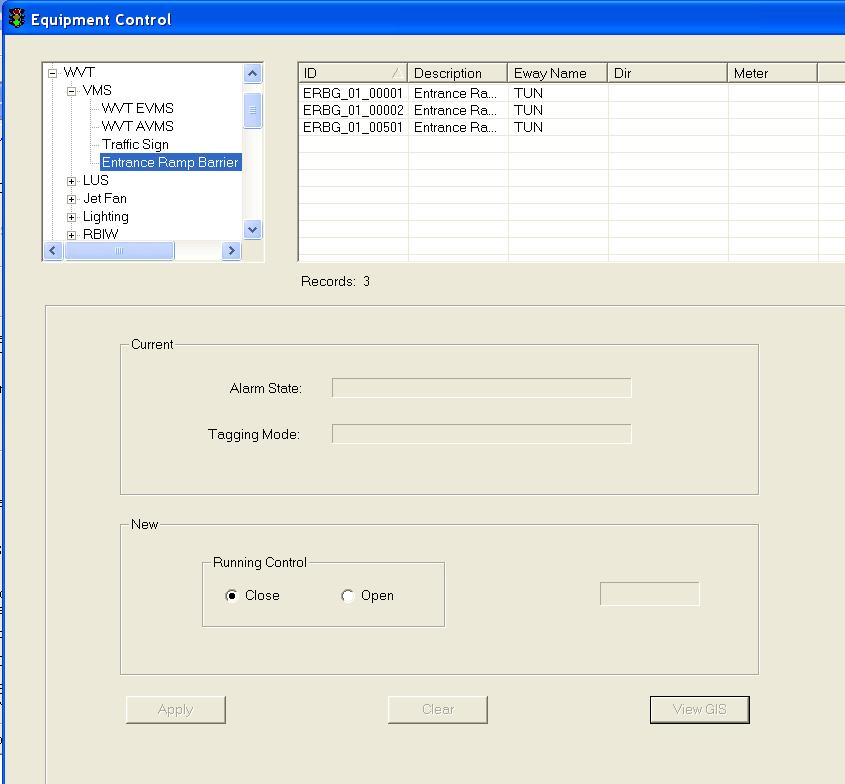 Equipment Control
WVT
VMS
WVT EVMS
WVT AVMS
Traffic Sign
Entrance Ramp Barrier
LUS
Jet Fan
Lighting
RBIW
ID Description Eway Name Dir Meter
ERBG_01_00001 Entrance Ra... TUN
ERBG_01_00002 Entrance Ra... TUN
ERBG_01_00501 Entrance Ra... TUN
Records: 3
Current
Alarm State:
Tagging Mode:
New
Running Control
Close Open
Apply Clear View GIS